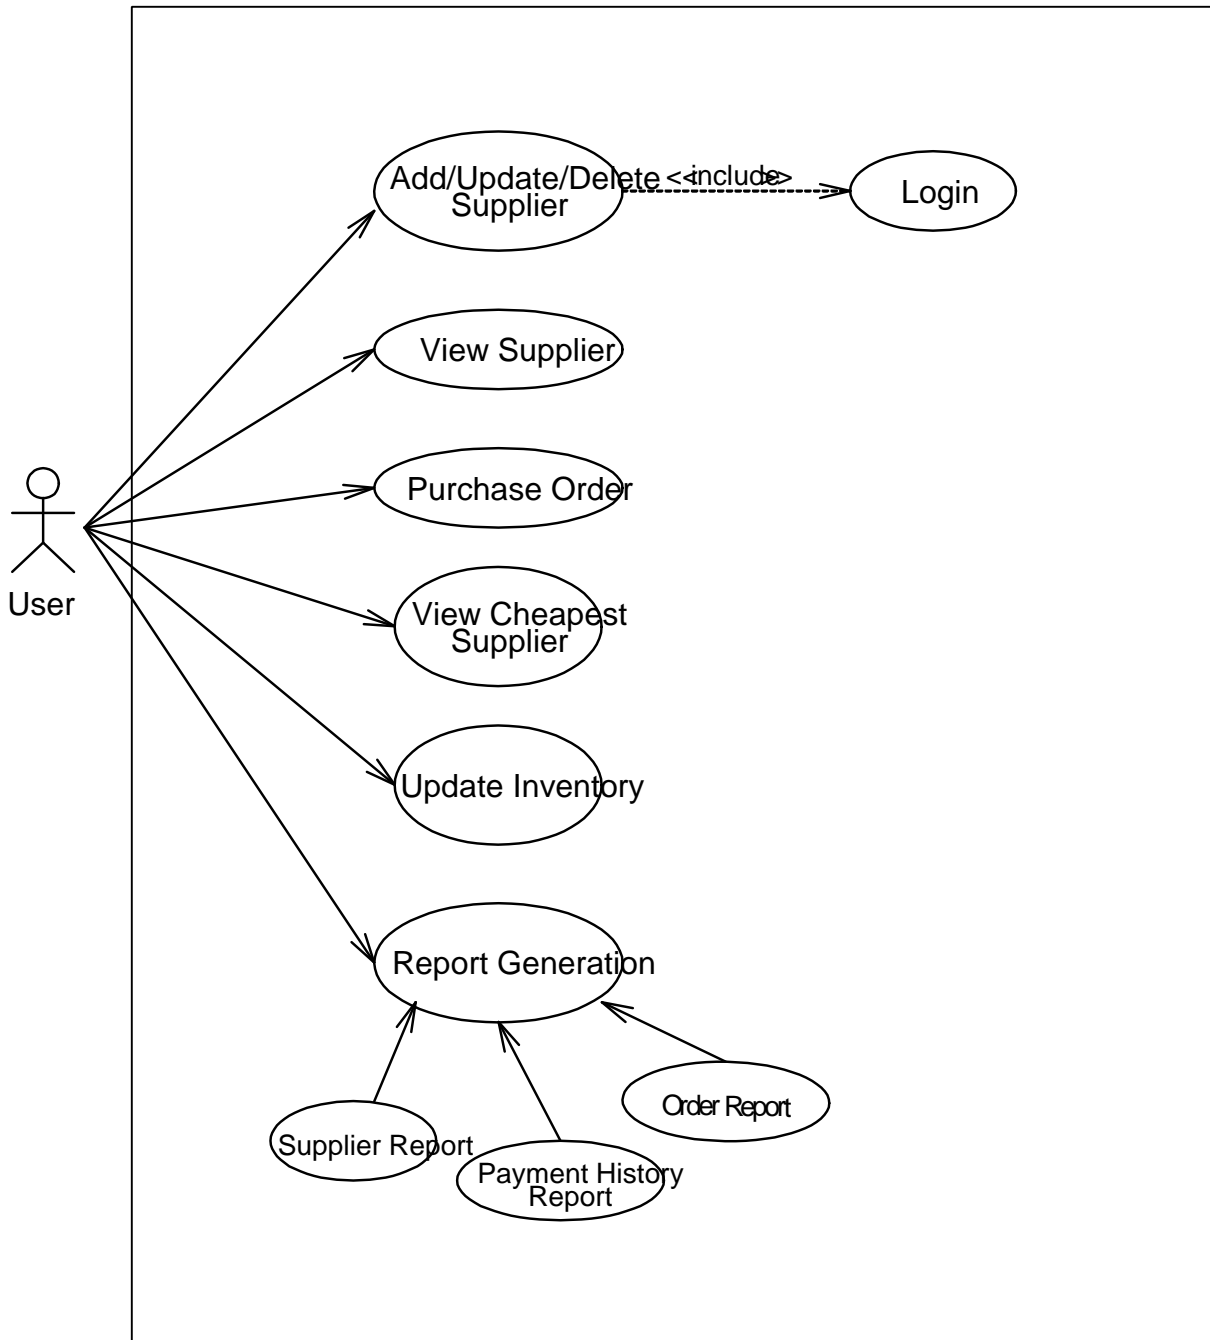 Add/Update/Delete
Supplier
<<include>>
Login
View Supplier
Purchase Order
User
View Cheapest
Supplier
Update Inventory
Report Generation
Order Report
Supplier Report
Payment History
Report